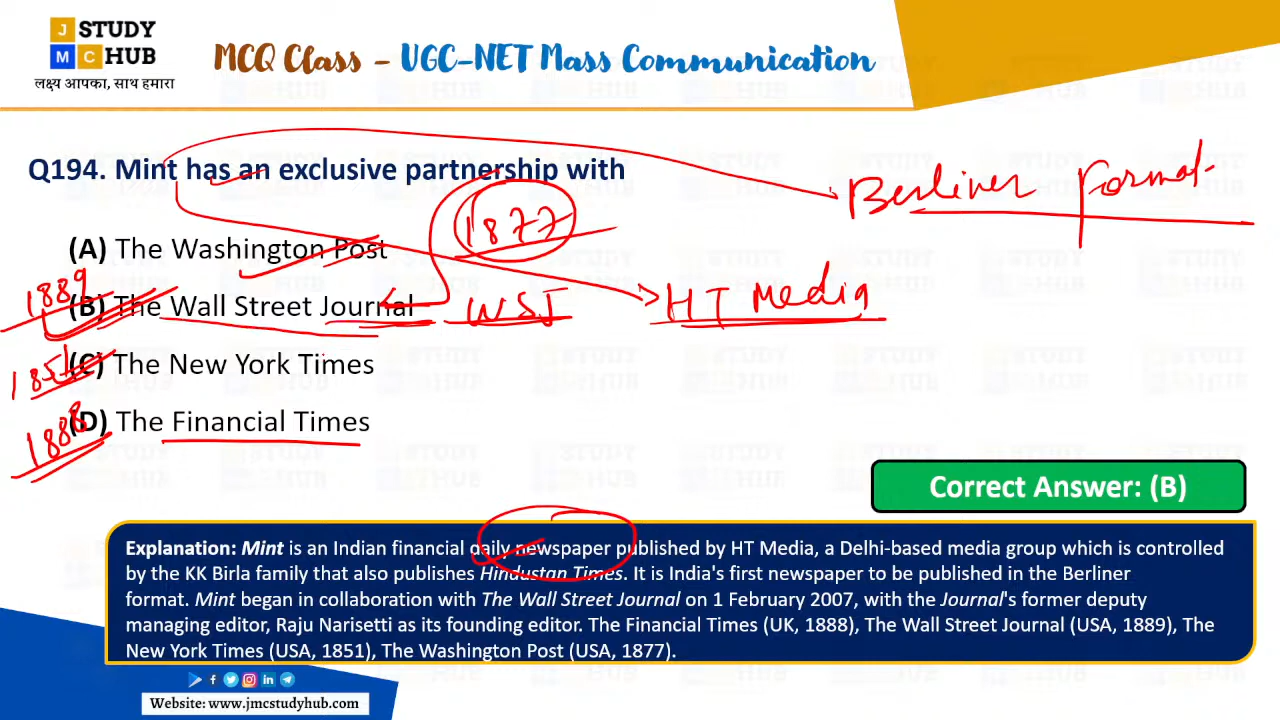 J STUDY
M C HUB
लक्ष्य आपका, साथ हमारा
MCQ Class - UGC-NET Mass Communication
Q194. Mint has an exclusive partnership with
Berliner Format
1877
(A) The Washington Post
1889
(B) The Wall Street Journal
WSJ
HT Media
1851
(C) The New York Times
1888
(D) The Financial Times
Correct Answer: (B)
Explanation: Mint is an Indian financial daily newspaper published by HT Media, a Delhi-based media group which is controlled
by the KK Birla family that also publishes Hindustan Times. It is India's first newspaper to be published in the Berliner
format. Mint began in collaboration with The Wall Street Journal on 1 February 2007, with the Journal's former deputy
managing editor, Raju Narisetti as its founding editor. The Financial Times (UK, 1888), The Wall Street Journal (USA, 1889), The
New York Times (USA, 1851), The Washington Post (USA, 1877).
Website: www.jmcstudyhub.com